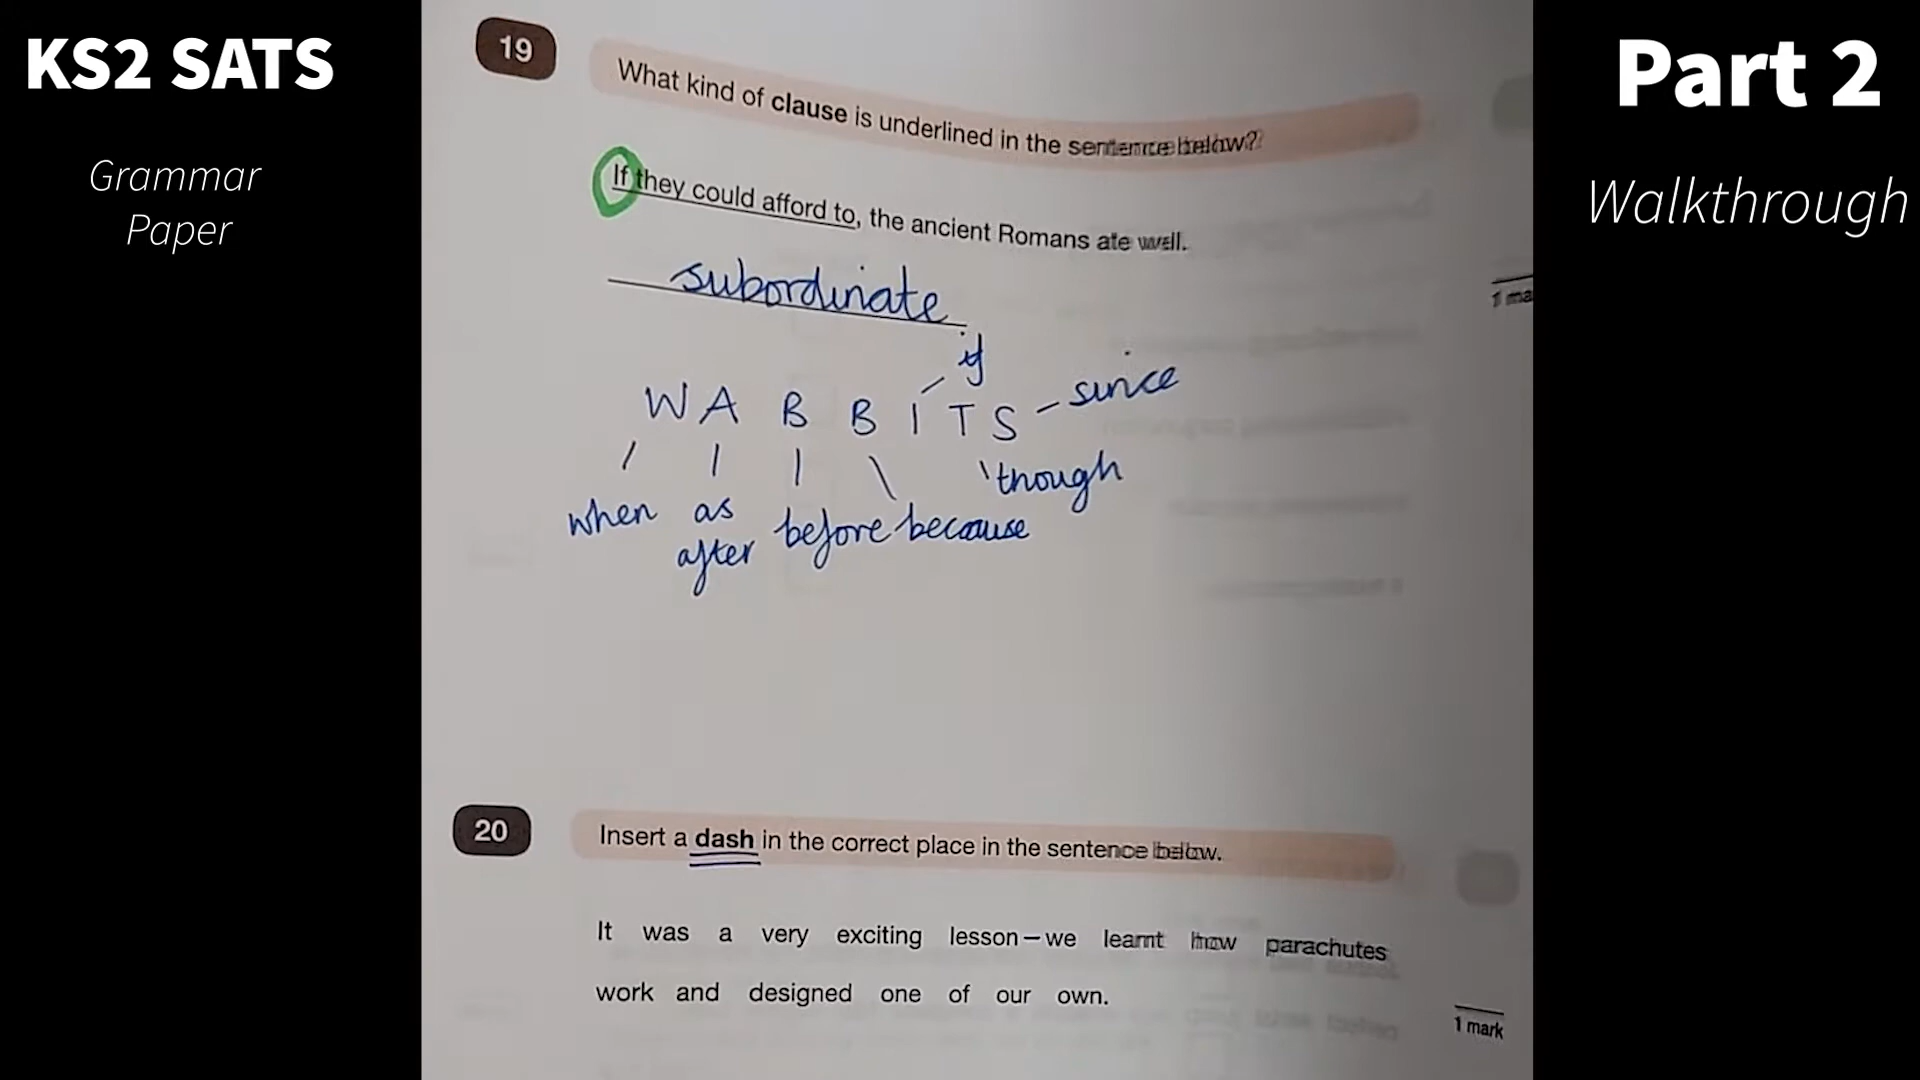 KS2 SATS
Grammar
Paper
Part 2
Walkthrough
19
What kind of clause is underlined in the sentence below?
If they could afford to, the ancient Romans ate well.
subordinate
if
since
W A B B I T S
though
when as before because
after
1 ma
20
Insert a dash in the correct place in the sentence below.
It was a very exciting lesson – we learnt how parachutes
work and designed one of our own.
1 mark